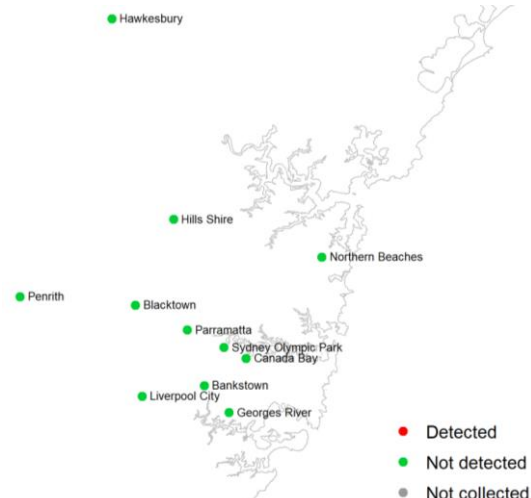 Hawkesbury
Hills Shire
Northern Beaches
Penrith
Blacktown
Parramatta
Sydney Olympic Park
Canada Bay
Bankstown
Liverpool City
Georges River
Detected
Not detected
Not collected